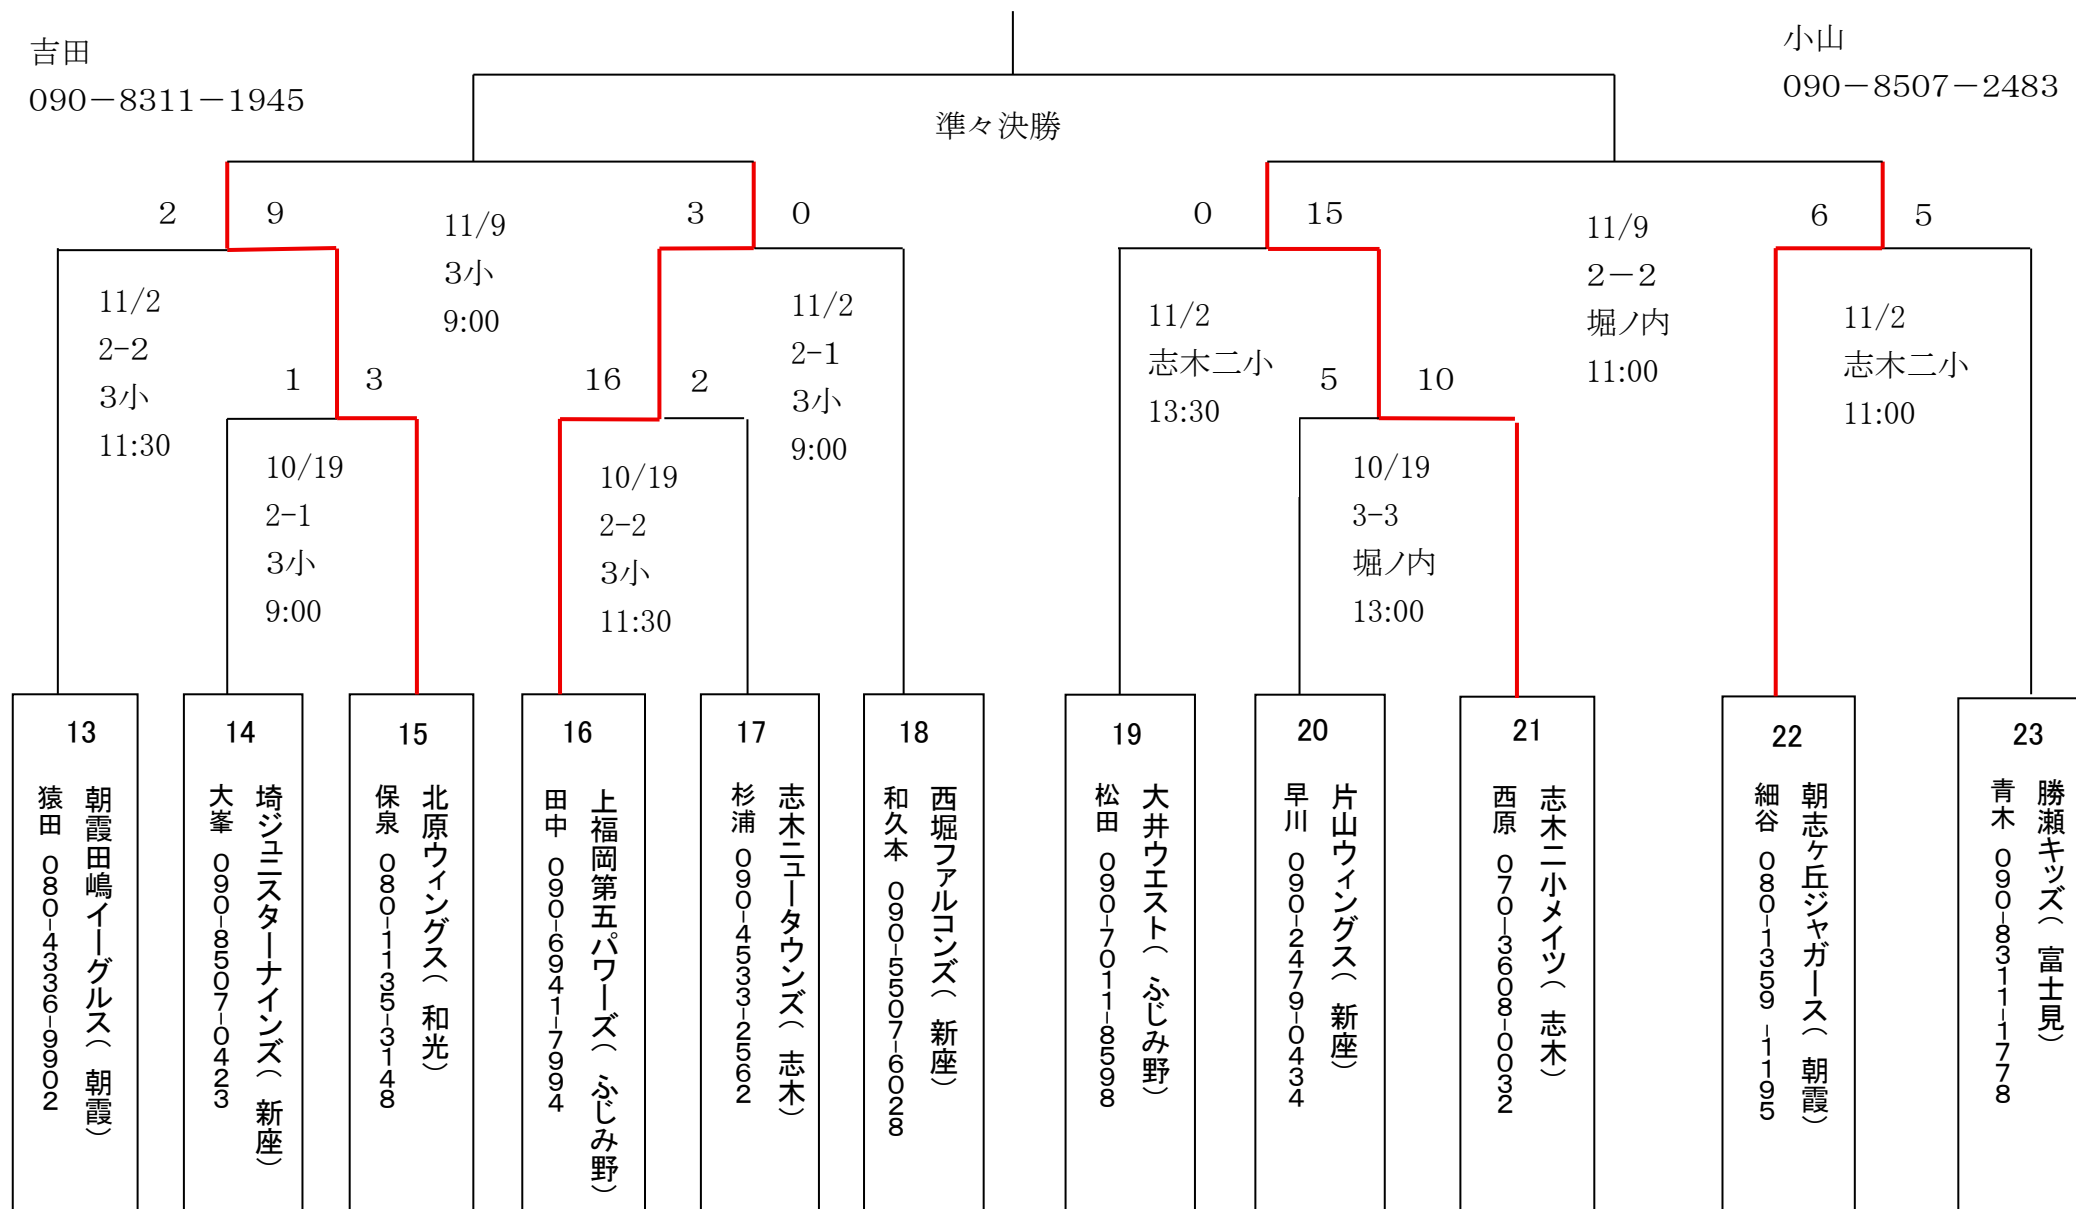 吉田
090－8311－1945
小山
090－8507－2483
準々決勝
2 9
3 0
0 15
6 5
11/9
3小
9:00
11/9
2－2
堀ノ内
11:00
11/2
2-2
3小
11:30
11/2
2-1
3小
9:00
11/2
志木二小
13:30
11/2
志木二小
11:00
1 3
16 2
5 10
10/19
2-1
3小
9:00
10/19
2-2
3小
11:30
10/19
3-3
堀ノ内
13:00
13
朝霞田嶋イーグルス（朝霞）
猿田 080-4336-9902
14
埼ジュニスターナインズ（新座）
大峯 090-8507-0423
15
北原ウィングス（和光）
保泉 080-1135-3148
16
上福岡第五パワーズ（ふじみ野）
田中 090-6941-7994
17
志木ニュータウンズ（志木）
杉浦 090-4533-2562
18
西堀ファルコンズ（新座）
和久本 090-5507-6028
19
大井ウエスト（ふじみ野）
松田 090-7011-8598
20
片山ウィングス（新座）
早川 090-2479-0434
21
志木二小メイツ（志木）
西原 070-3608-0032
22
朝志ヶ丘ジャガース（朝霞）
細谷 080-1359 -1195
23
勝瀬キッズ（富士見）
青木 090-8311-1778